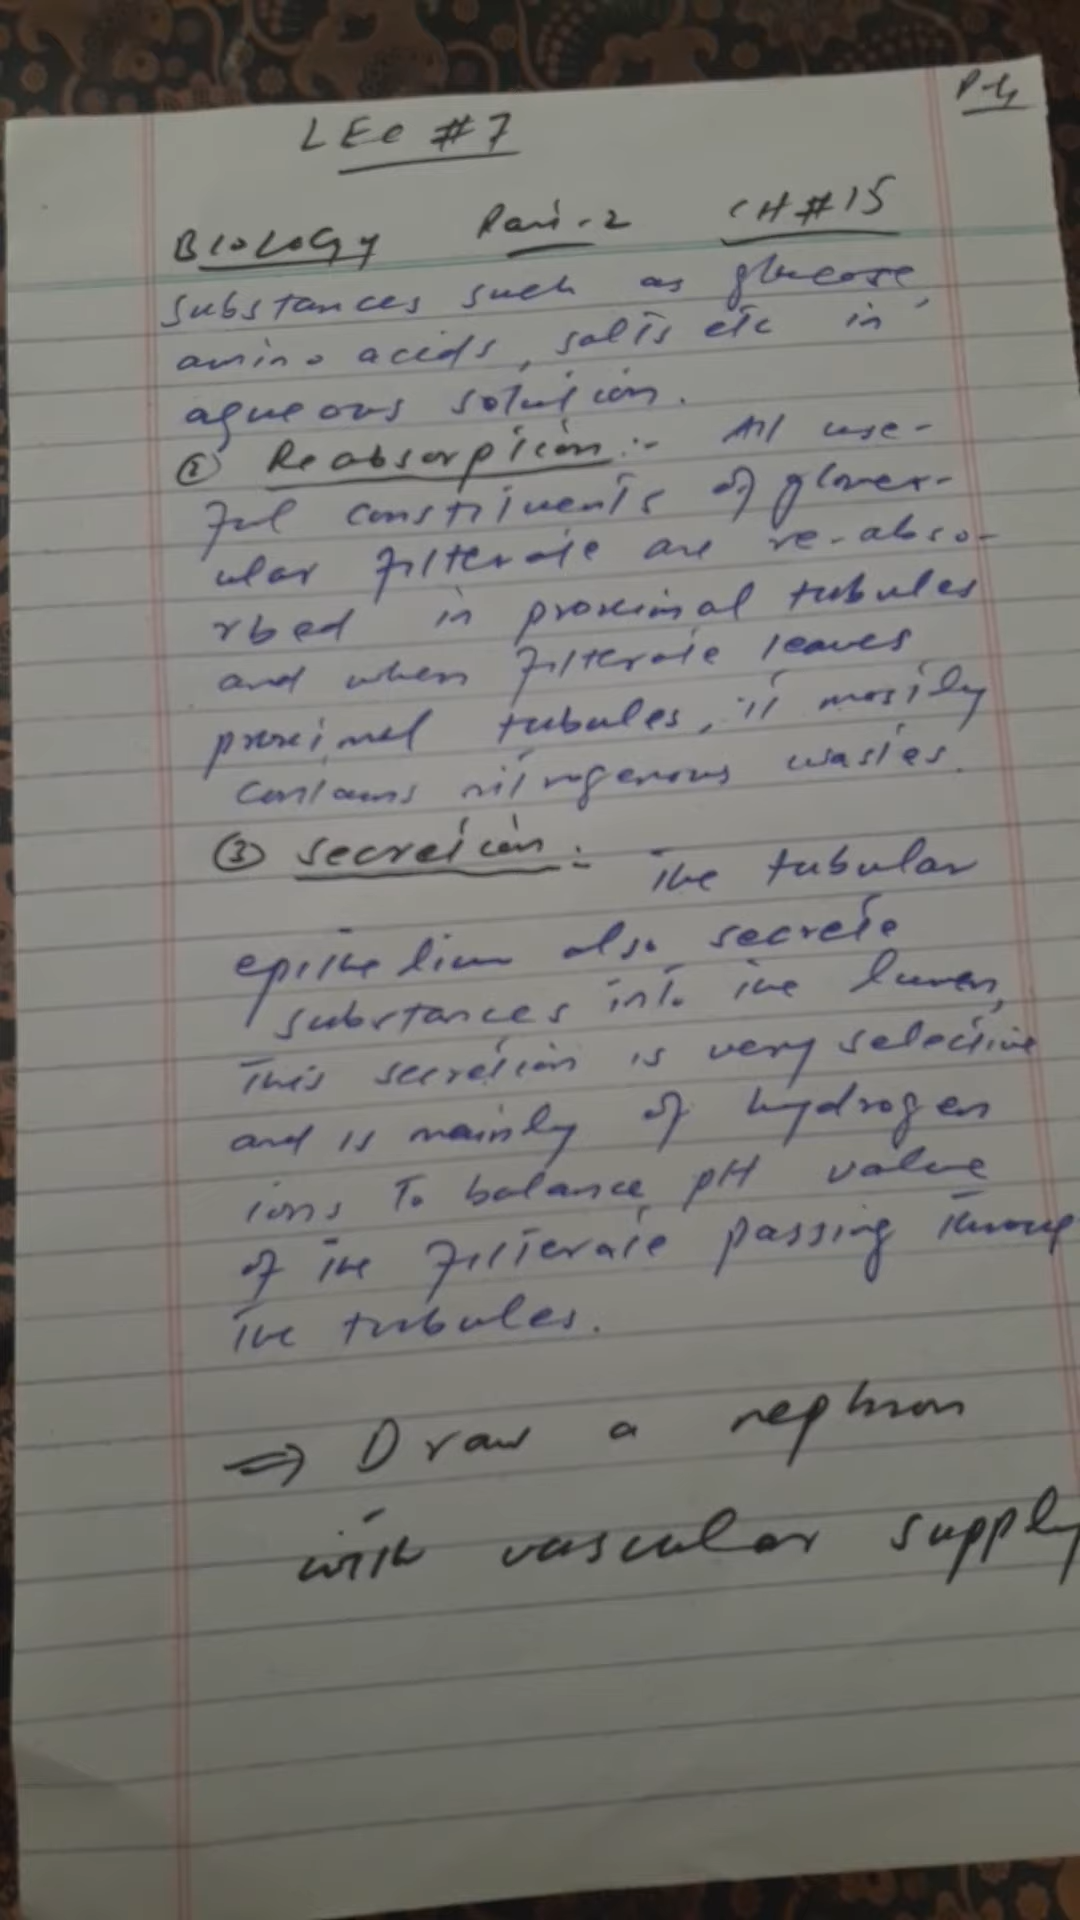 P-4
LEC #7
BIOLOGY Part-2 CH#15
substances such as glucose,
amino acids, salts etc in
aqueous solution.
② Reabsorption:- All use-
ful constituents of glomer-
ular filterate are re-abso-
rbed in proximal tubules
and when filterate leaves
proximal tubules, it mostly
contains nitrogenous wastes.
③ Secretion:- The tubular
epithelium also secrete
substances into the lumen,
This secretion is very selective
and is mainly of hydrogen
ions to balance pH value
of the filterate passing throug
the tubules.
⇒ Draw a nephron
with vascular supply